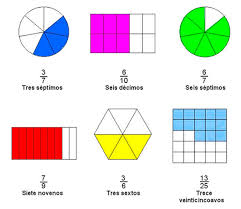 3
7
Tres séptimos
6
10
Seis décimos
6
7
Seis séptimos
7
9
Siete novenos
3
6
Tres sextos
13
25
Trece
veinticincoavos